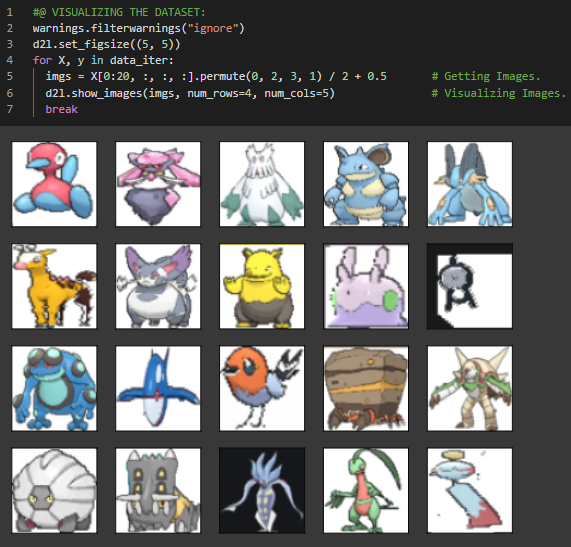 1 #@ VISUALIZING THE DATASET:
2 warnings.filterwarnings("ignore")
3 d2l.set_figsize((5, 5))
4 for X, y in data_iter:
5 imgs = X[0:20, :, :, :].permute(0, 2, 3, 1) / 2 + 0.5 # Getting Images.
6 d2l.show_images(imgs, num_rows=4, num_cols=5) # Visualizing Images.
7 break